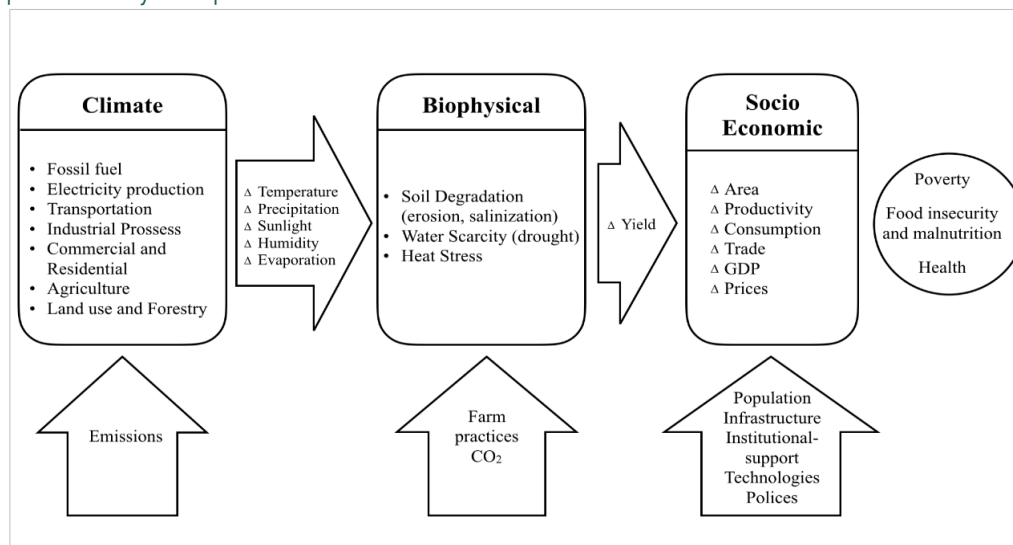 Climate
• Fossil fuel
• Electricity production
• Transportation
• Industrial Prossess
• Commercial and
Residential
• Agriculture
• Land use and Forestry
Δ Temperature
Δ Precipitation
Δ Sunlight
Δ Humidity
Δ Evaporation
Biophysical
• Soil Degradation
(erosion, salinization)
• Water Scarcity (drought)
• Heat Stress
Δ Yield
Socio
Economic
Δ Area
Δ Productivity
Δ Consumption
Δ Trade
Δ GDP
Δ Prices
Poverty
Food insecurity
and malnutrition
Health
Emissions
Farm
practices
CO₂
Population
Infrastructure
Institutional-
support
Technologies
Polices